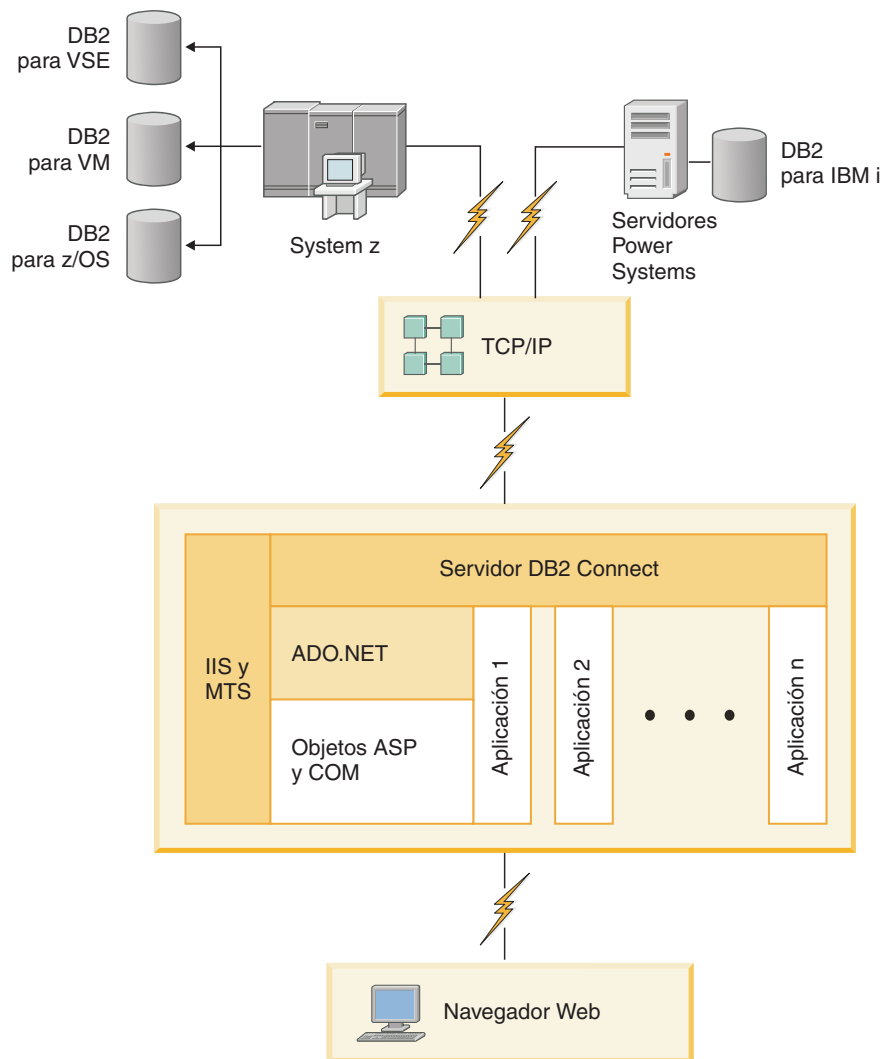 DB2
para VSE
DB2
para VM
DB2
para z/OS
System z
Servidores
Power
Systems
DB2
para IBM i
TCP/IP
Servidor DB2 Connect
IIS y
MTS
ADO.NET
Objetos ASP
y COM
Aplicación 1
Aplicación 2
Aplicación n
Navegador Web